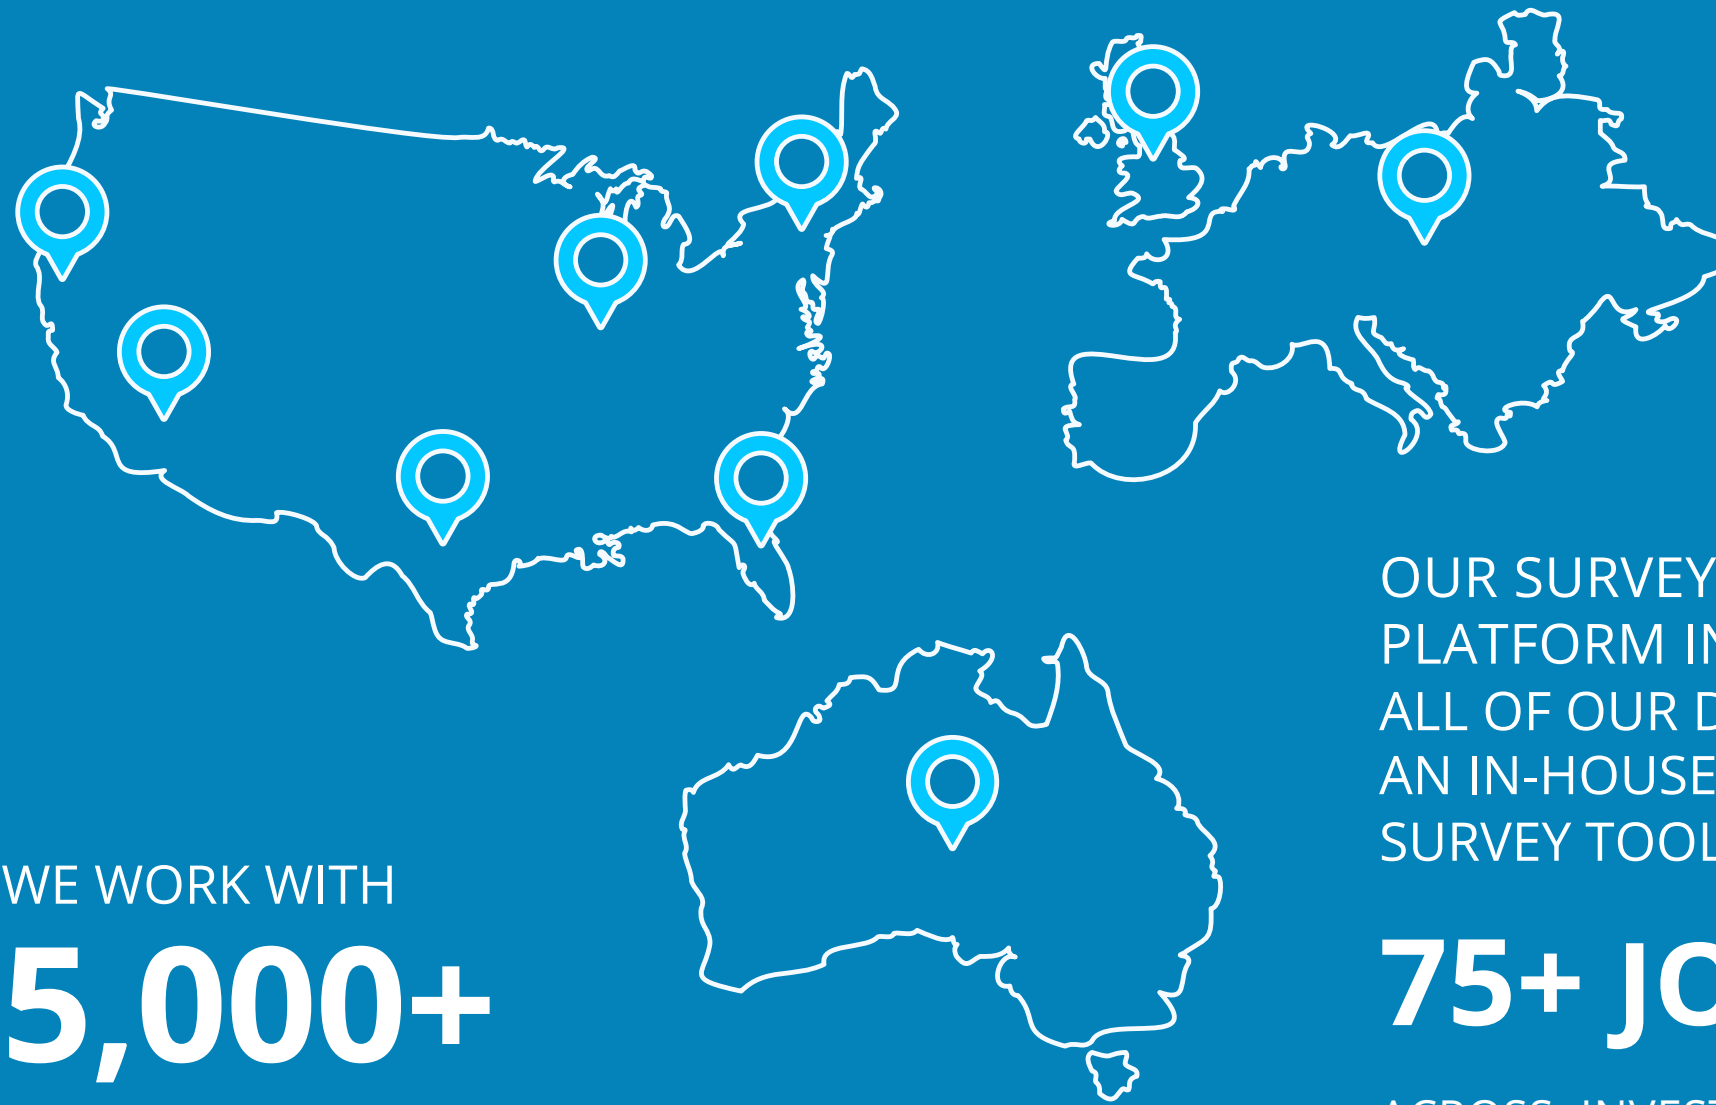 WE WORK WITH
5,000+
OUR SURVEY
PLATFORM IN
ALL OF OUR D
AN IN-HOUSE
SURVEY TOOL
75+ JO